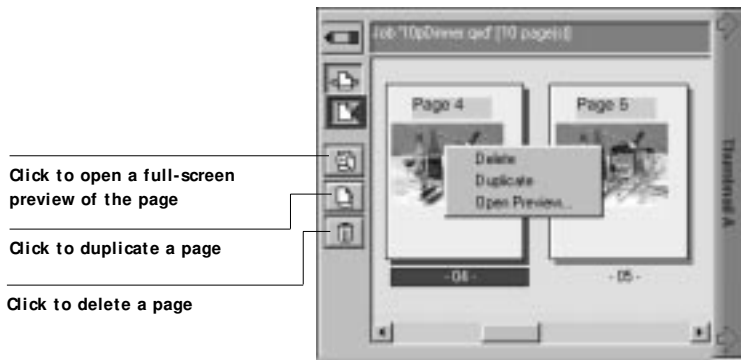 Job '10pDinner.qxd' [10 page(s)]
Page 4
Page 5
Delete
Duplicate
Open Preview...
- 04 -
- 05 -
Thumbnail A
Click to open a full-screen
preview of the page
Click to duplicate a page
Click to delete a page